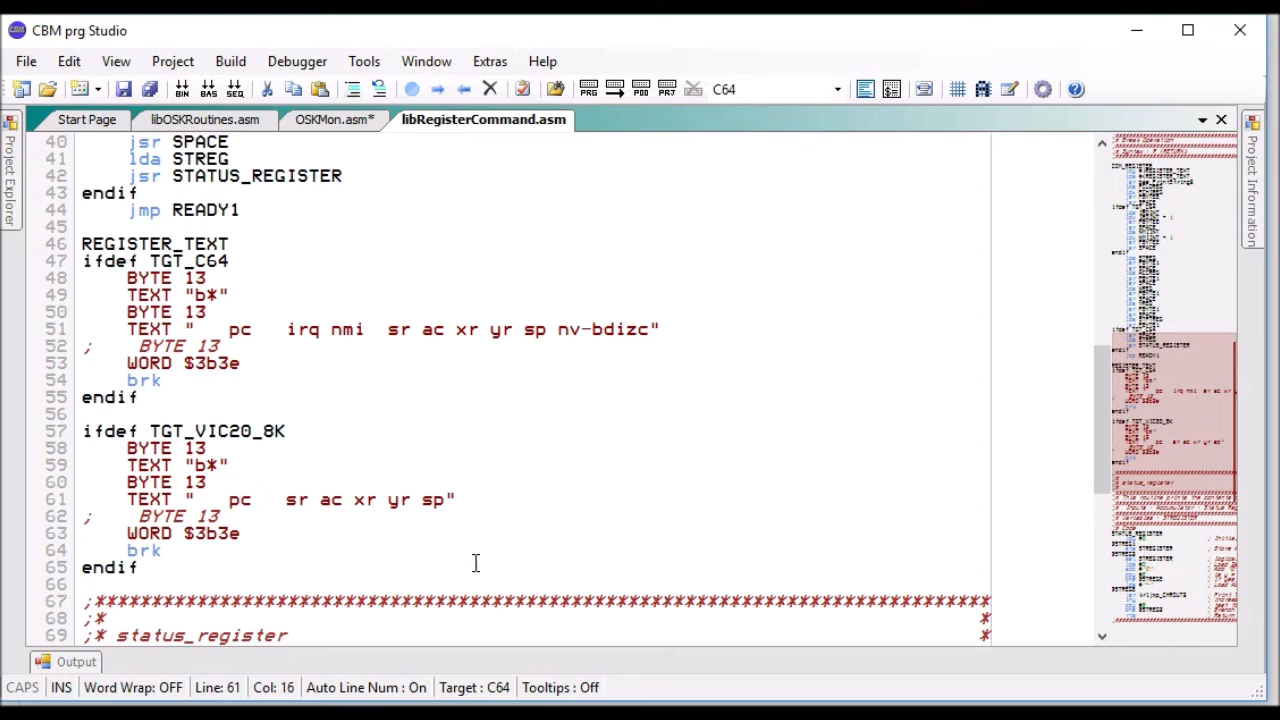 CBM prg Studio
File Edit View Project Build Debugger Tools Window Extras Help
BIN BAS SEQ PRG POD PRJ C64
Start Page libOSKRoutines.asm OSKMon.asm* libRegisterCommand.asm
Project Explorer
Project Information
40 jsr SPACE
41 lda STREG
42 jsr STATUS_REGISTER
43 endif
44 jmp READY1
45
46 REGISTER_TEXT
47 ifdef TGT_C64
48 BYTE 13
49 TEXT "b*"
50 BYTE 13
51 TEXT "   pc   irq nmi  sr ac xr yr sp nv-bdizc"
52 ;    BYTE 13
53 WORD $3b3e
54 brk
55 endif
56
57 ifdef TGT_VIC20_8K
58 BYTE 13
59 TEXT "b*"
60 BYTE 13
61 TEXT "   pc   sr ac xr yr sp"
62 ;    BYTE 13
63 WORD $3b3e
64 brk
65 endif
66
67 ;*******************************************************************************
68 ;* *
69 ;* status_register *
Output
CAPS INS Word Wrap: OFF Line: 61 Col: 16 Auto Line Num : On Target : C64 Tooltips : Off